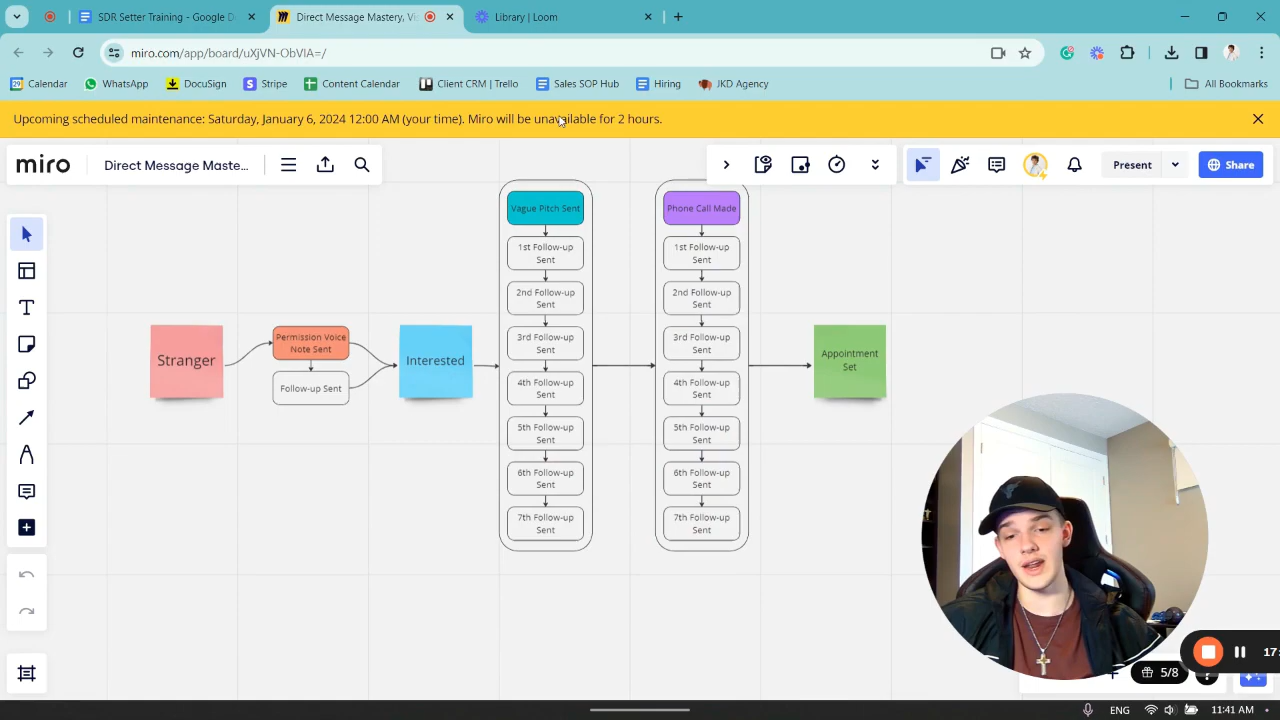 SDR Setter Training - Google D
Direct Message Mastery, Vi
Library | Loom
miro.com/app/board/uXjVN-ObVIA=/
Calendar
WhatsApp
DocuSign
Stripe
Content Calendar
Client CRM | Trello
Sales SOP Hub
Hiring
JKD Agency
All Bookmarks
Upcoming scheduled maintenance: Saturday, January 6, 2024 12:00 AM (your time). Miro will be unavailable for 2 hours.
miro
Direct Message Maste...
Present
Share
Vague Pitch Sent
1st Follow-up
Sent
2nd Follow-up
Sent
3rd Follow-up
Sent
4th Follow-up
Sent
5th Follow-up
Sent
6th Follow-up
Sent
7th Follow-up
Sent
Phone Call Made
1st Follow-up
Sent
2nd Follow-up
Sent
3rd Follow-up
Sent
4th Follow-up
Sent
5th Follow-up
Sent
6th Follow-up
Sent
7th Follow-up
Sent
Stranger
Permission Voice
Note Sent
Follow-up Sent
Interested
Appointment
Set
17:
5/8
ENG
11:41 AM